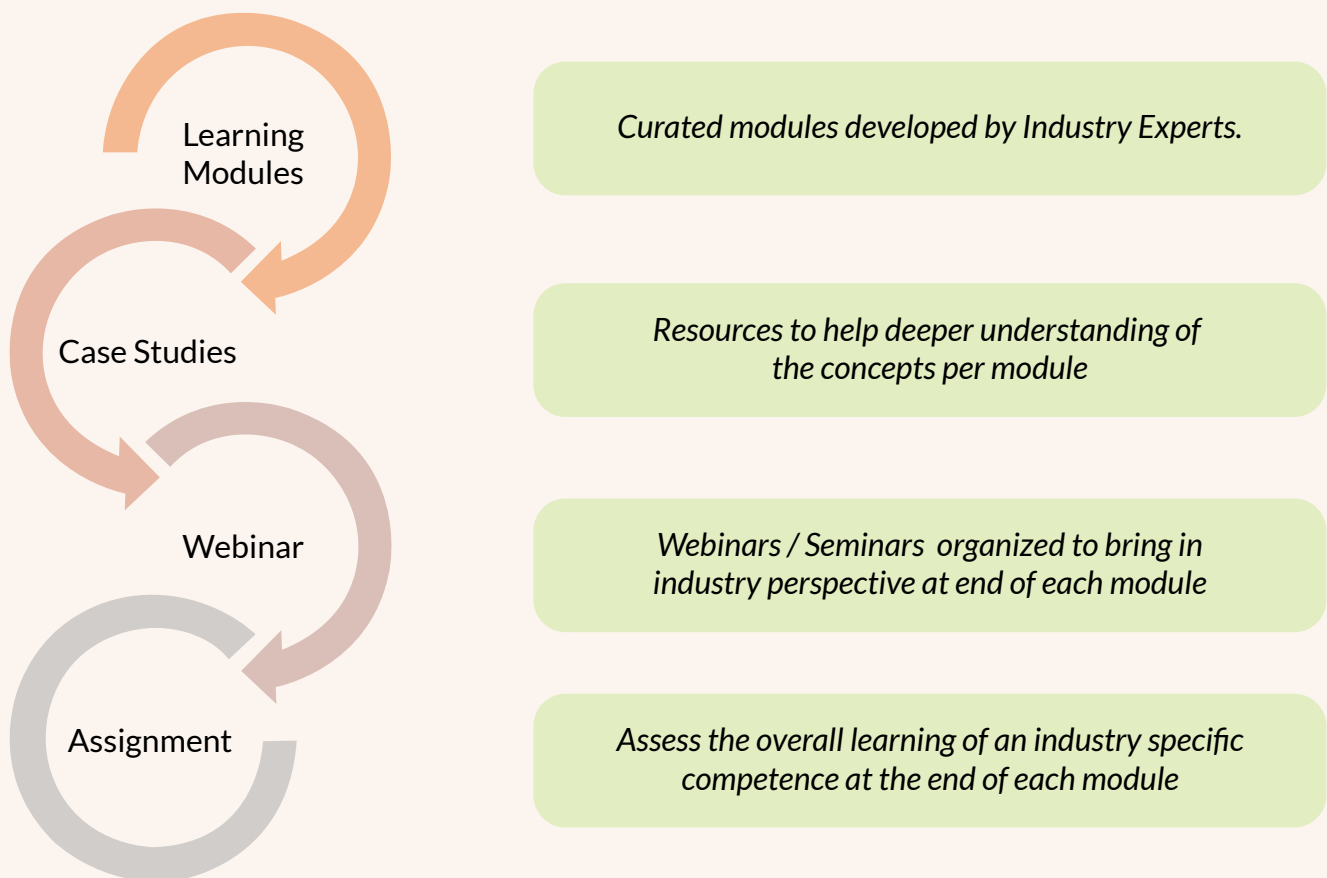 Learning
Modules
Curated modules developed by Industry Experts.
Case Studies
Resources to help deeper understanding of
the concepts per module
Webinar
Webinars / Seminars organized to bring in
industry perspective at end of each module
Assignment
Assess the overall learning of an industry specific
competence at the end of each module